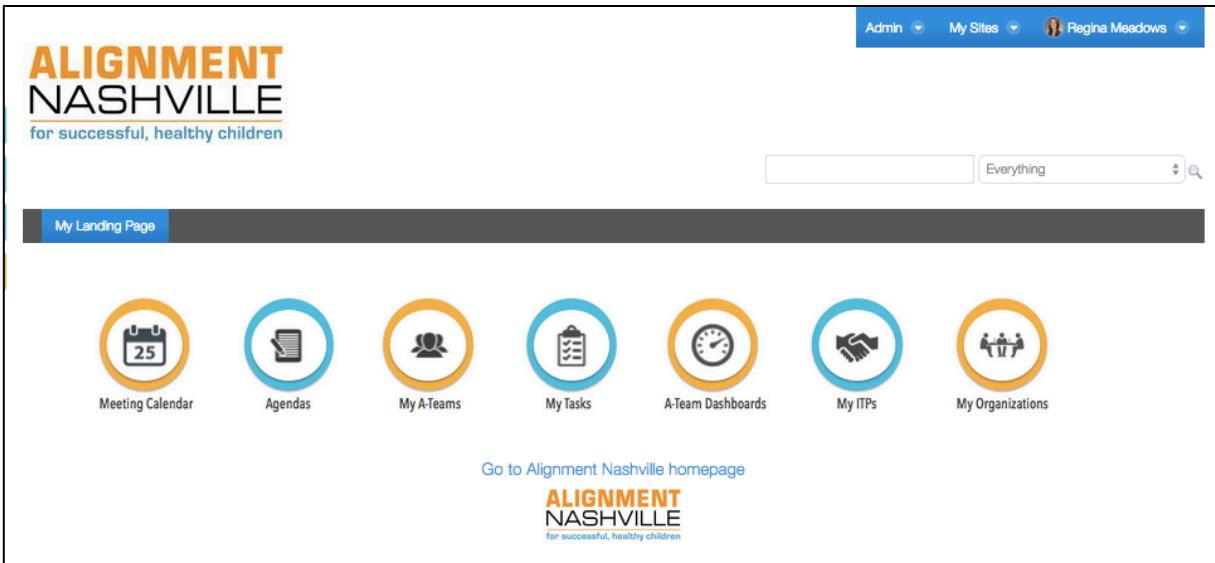 Admin My Sites Regina Meadows
ALIGNMENT
NASHVILLE
for successful, healthy children
Everything
My Landing Page
25
Meeting Calendar Agendas My A-Teams My Tasks A-Team Dashboards My ITPs My Organizations
Go to Alignment Nashville homepage
ALIGNMENT
NASHVILLE
for successful, healthy children